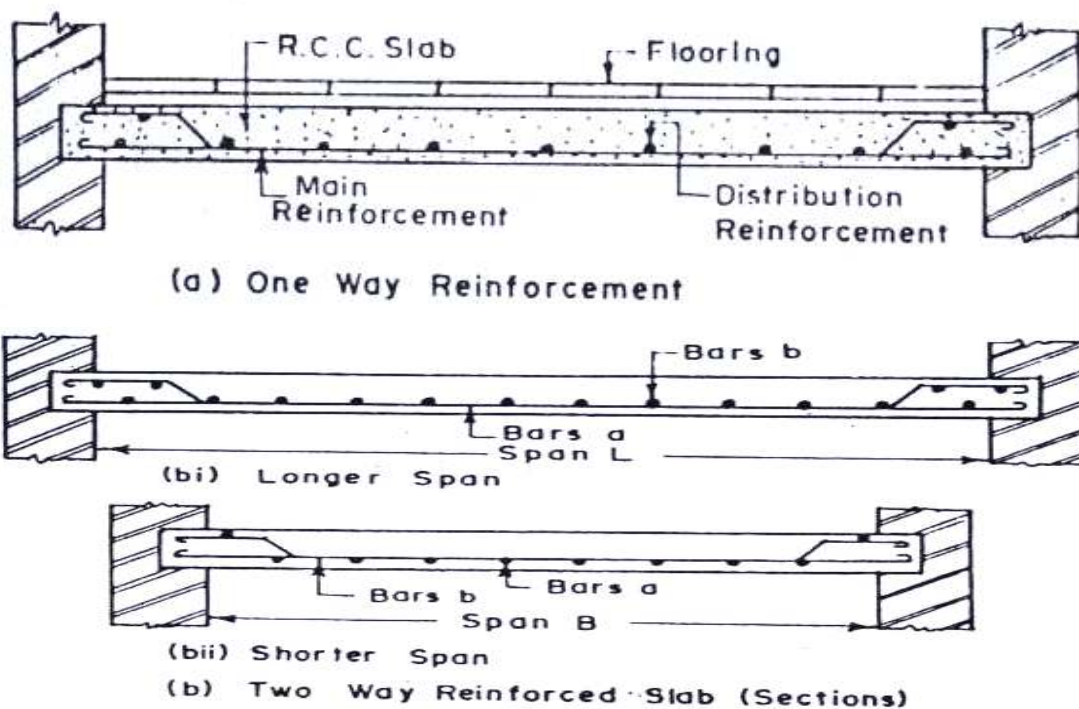 R.C.C. Slab
Flooring
Main
Reinforcement
Distribution
Reinforcement
(a) One Way Reinforcement
Bars b
Bars a
Span L
(bi) Longer Span
Bars b
Bars a
Span B
(bii) Shorter Span
(b) Two Way Reinforced Slab (Sections)